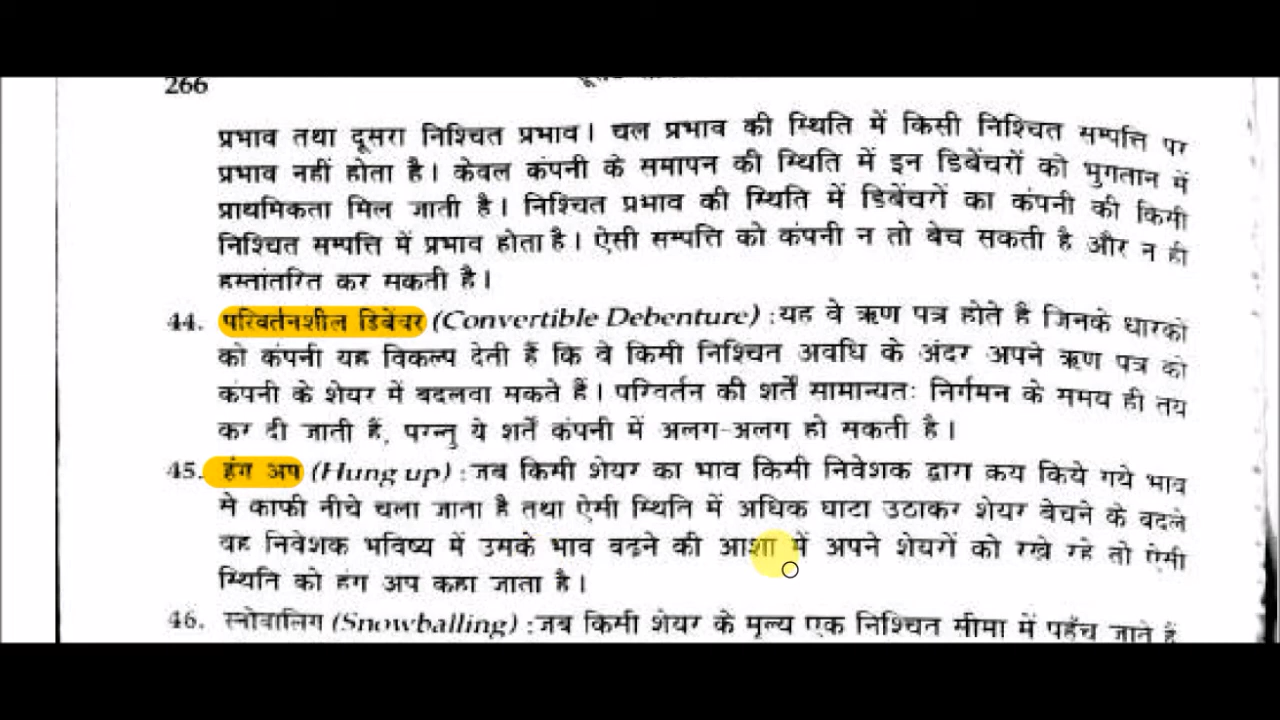 266
प्रभाव तथा दूसरा निश्चित प्रभाव। चल प्रभाव की स्थिति में किसी निश्चित सम्पत्ति पर
प्रभाव नहीं होता है। केवल कंपनी के समापन की स्थिति में इन डिबेंचरों को भुगतान में
प्राथमिकता मिल जाती है। निश्चित प्रभाव की स्थिति में डिबेंचरों का कंपनी की किसी
निश्चित सम्पत्ति में प्रभाव होता है। ऐसी सम्पत्ति को कंपनी न तो बेच सकती है और न ही
हस्तांतरित कर सकती है।
44. परिवर्तनशील डिबेंचर (Convertible Debenture) : यह वे ऋण पत्र होते है जिनके धारकों
को कंपनी यह विकल्प देती हैं कि वे किसी निश्चित अवधि के अंदर अपने ऋण पत्र को
कंपनी के शेयर में बदलवा सकते हैं। परिवर्तन की शर्तें सामान्यतः निर्गमन के समय ही तय
कर दी जाती हैं, परन्तु ये शर्तें कंपनी में अलग-अलग हो सकती है।
45. हंग अप (Hung up) : जब किसी शेयर का भाव किसी निवेशक द्वारा क्रय किये गये भाव
से काफी नीचे चला जाता है तथा ऐसी स्थिति में अधिक घाटा उठाकर शेयर बेचने के बदले
वह निवेशक भविष्य में उसके भाव बढ़ने की आशा में अपने शेयरों को रखे रहे तो ऐसी
स्थिति को हंग अप कहा जाता है।
46. स्नोबालिंग (Snowballing) : जब किसी शेयर के मूल्य एक निश्चित सीमा में पहुँच जाते हैं